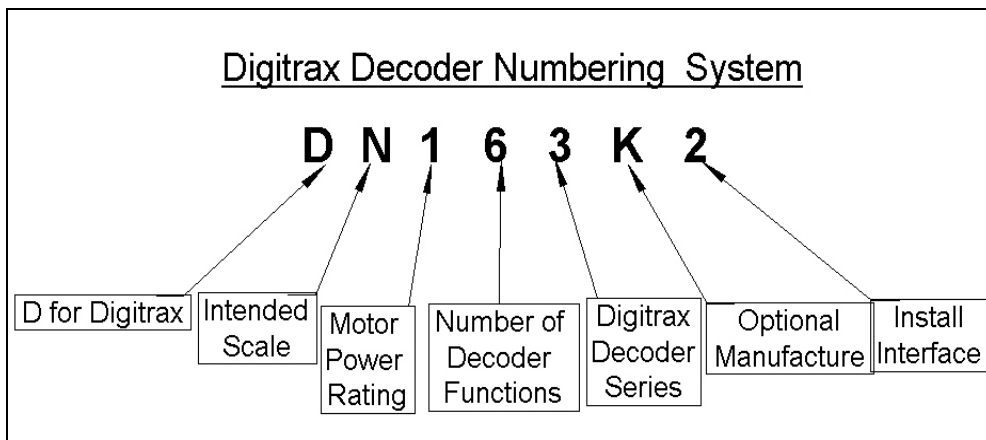 Digitrax Decoder Numbering System
D N 1 6 3 K 2
D for Digitrax
Intended
Scale
Motor
Power
Rating
Number of
Decoder
Functions
Digitrax
Decoder
Series
Optional
Manufacture
Install
Interface